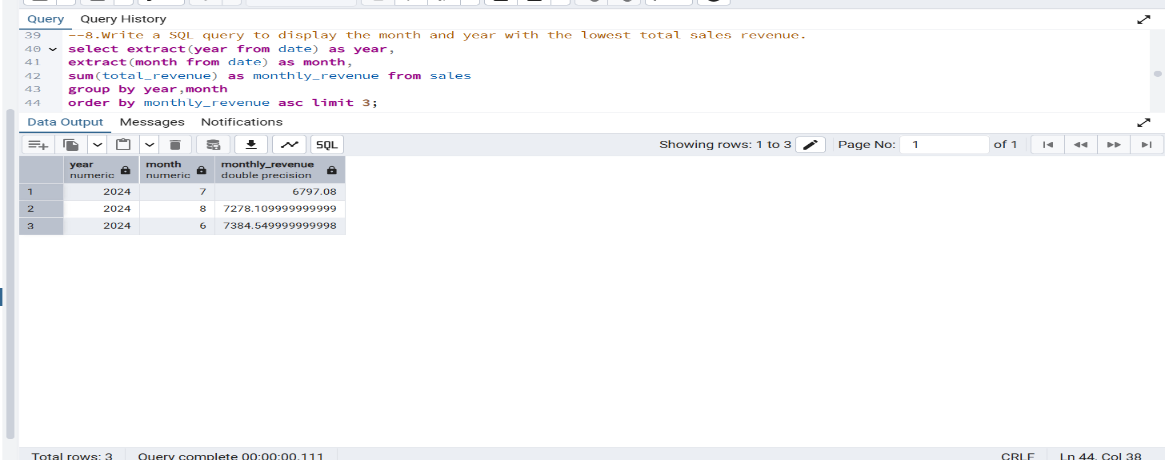 Query Query History
39 --8.Write a SQL query to display the month and year with the lowest total sales revenue.
40 select extract(year from date) as year,
41 extract(month from date) as month,
42 sum(total_revenue) as monthly_revenue from sales
43 group by year,month
44 order by monthly_revenue asc limit 3;
Data Output Messages Notifications
SQL Showing rows: 1 to 3 Page No: 1 of 1
year month monthly_revenue
numeric numeric double precision
1 2024 7 6797.08
2 2024 8 7278.109999999999
3 2024 6 7384.549999999998
Total rows: 3 Query complete 00:00:00.111 CRLF Ln 44, Col 38